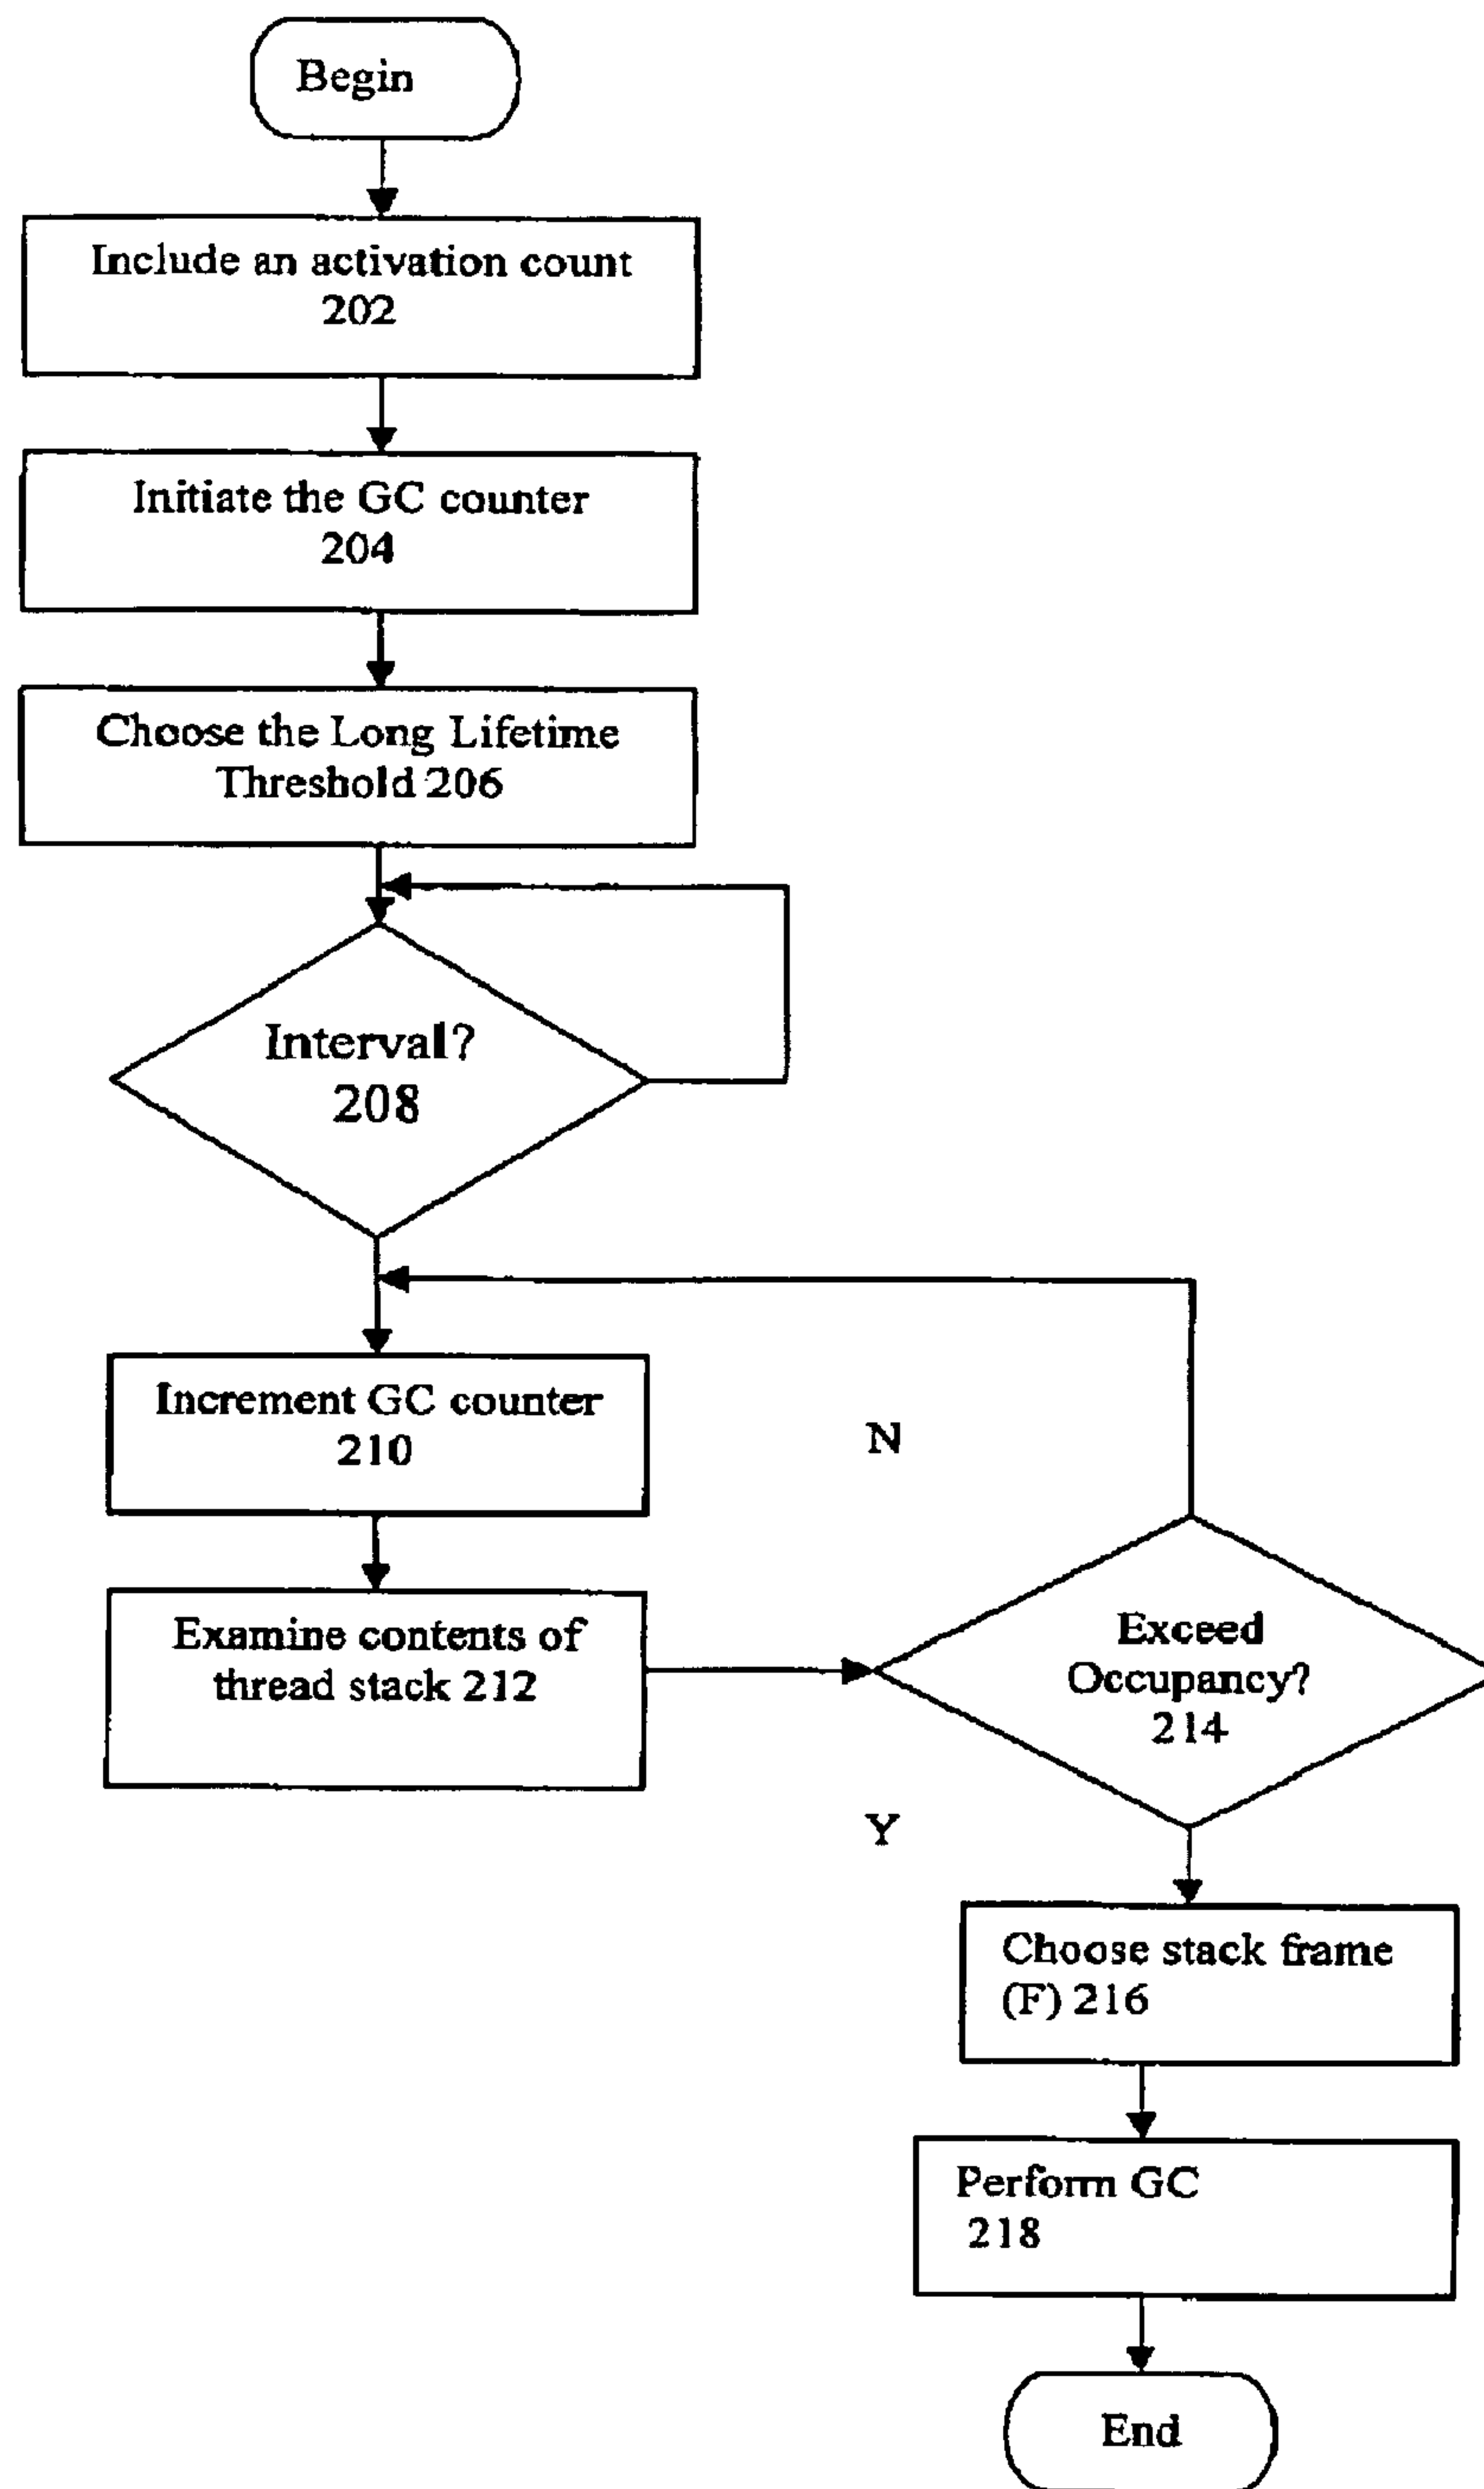 Begin
Include an activation count
202
Initiate the GC counter
204
Choose the Long Lifetime
Threshold 206
Interval?
208
Increment GC counter
210
N
Examine contents of
thread stack 212
Exceed
Occupancy?
214
Y
Choose stack frame
(F) 216
Perform GC
218
End